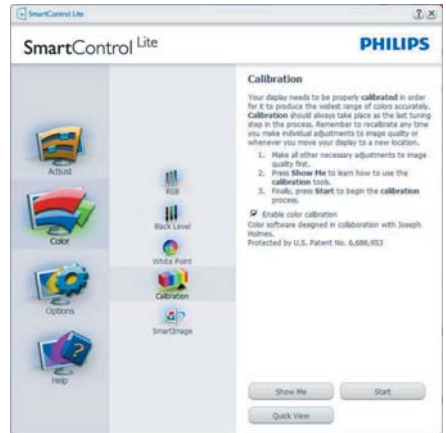 SmartControl Lite
SmartControl Lite
PHILIPS
Adjust
Color
Options
Help
RGB
Black Level
White Point
Calibration
SmartImage
Calibration
Your display needs to be properly calibrated in order
for it to produce the widest range of colors accurately.
Calibration should always take place as the last tuning
step in the process. Remember to recalibrate any time
you make individual adjustments to image quality or
whenever you move your display to a new location.
1. Make all other necessary adjustments to image
quality first.
2. Press Show Me to learn how to use the
calibration tools.
3. Finally, press Start to begin the calibration
process.
Enable color calibration
Color software designed in collaboration with Joseph
Holmes.
Protected by U.S. Patent No. 6,686,953
Show Me
Start
Quick View